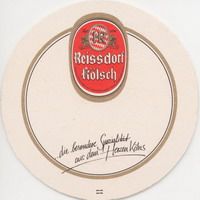 Reissdorf
Kölsch
die besondere Spezialität
aus dem Herzen Kölns